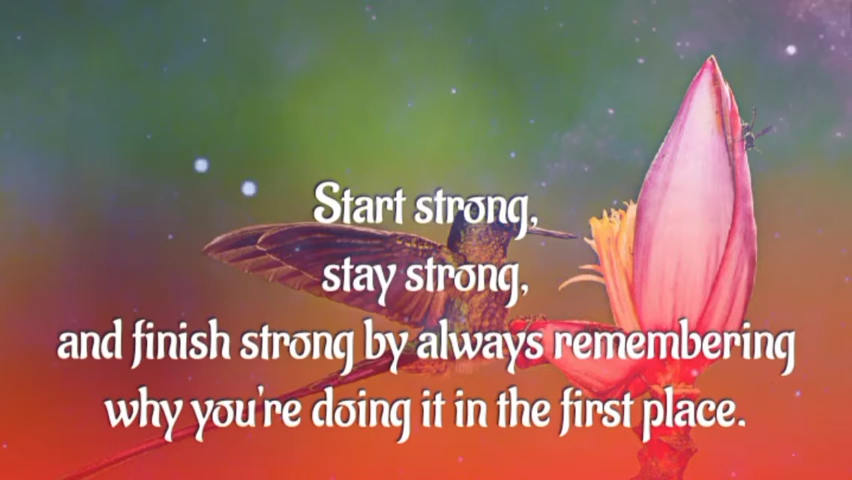 Start strong,
stay strong,
and finish strong by always remembering
why you're doing it in the first place.